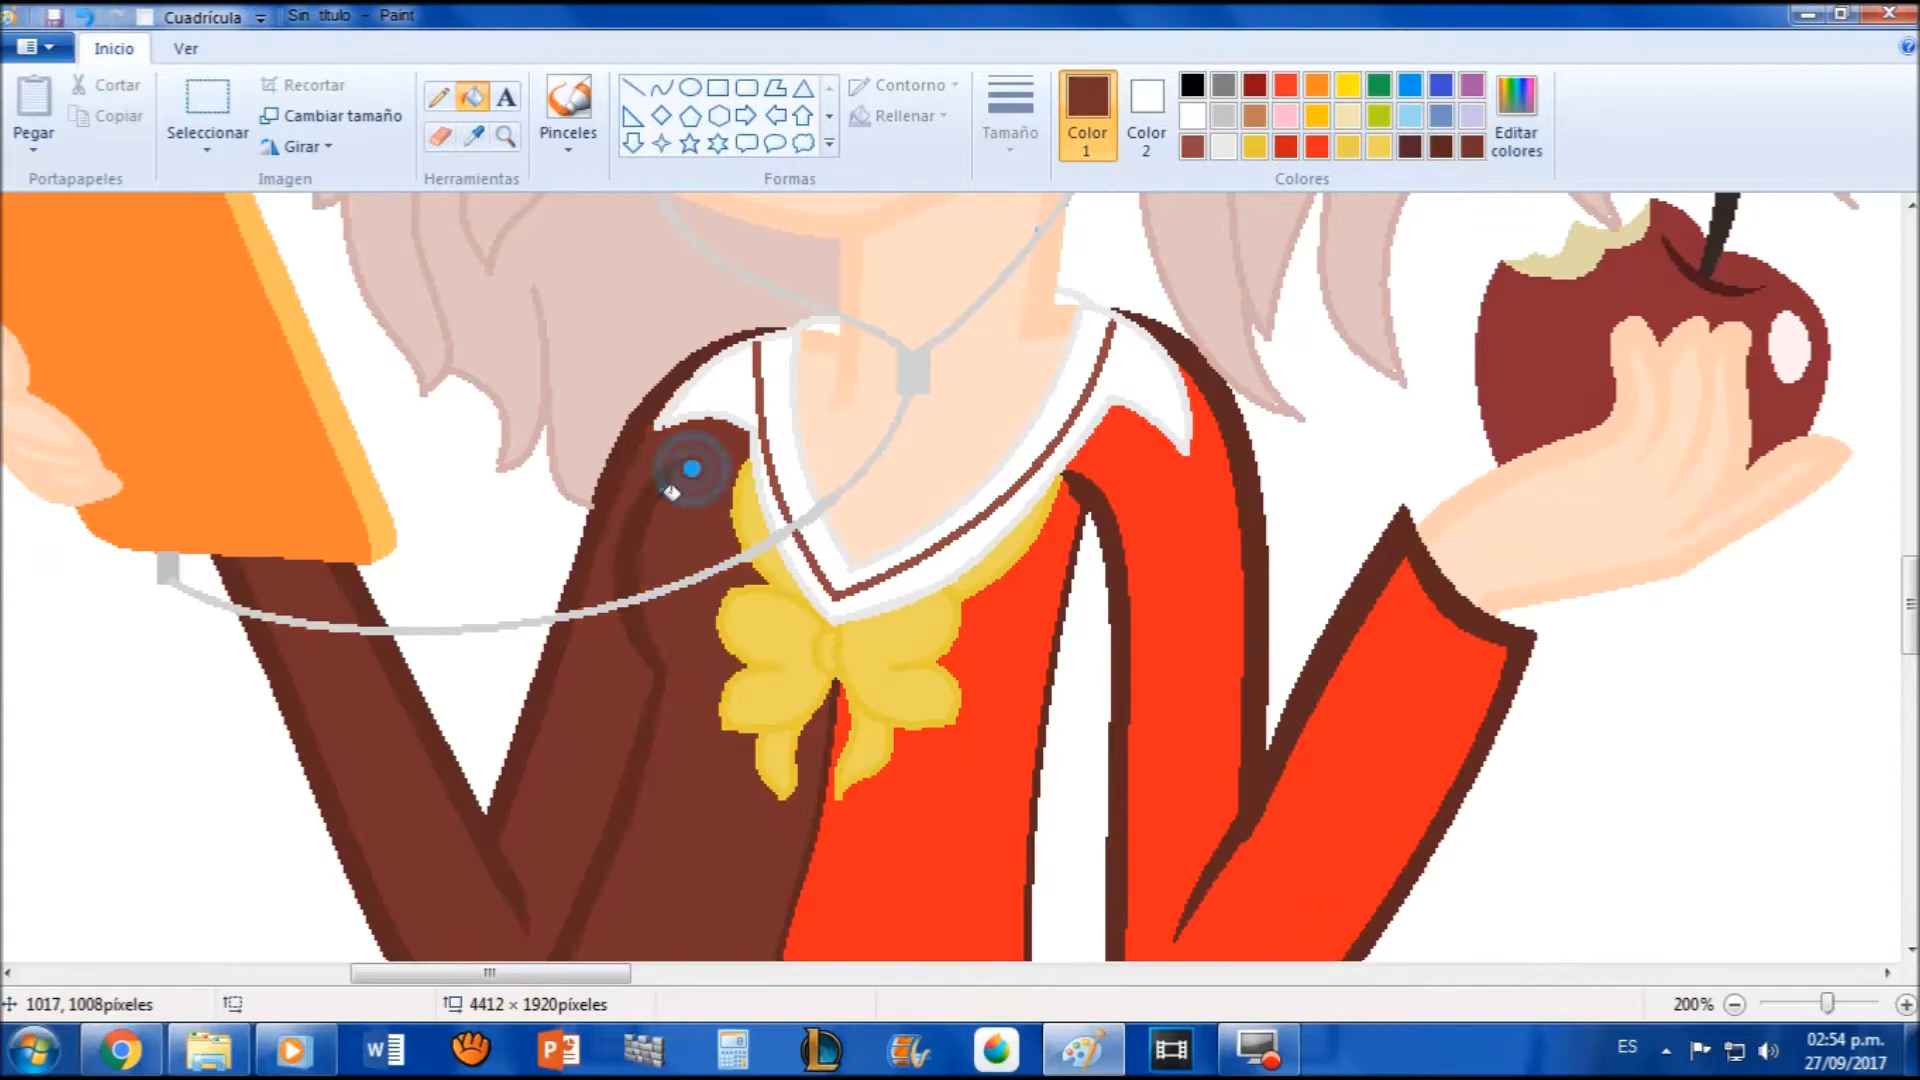 Cuadrícula
Sin título - Paint
Inicio
Ver
Pegar
Cortar
Copiar
Portapapeles
Seleccionar
Recortar
Cambiar tamaño
Girar
Imagen
A
Herramientas
Pinceles
Contorno
Rellenar
Formas
Tamaño
Color
1
Color
2
Editar
colores
Colores
1017, 1008píxeles
4412 × 1920píxeles
200%
W
P
L
ES
02:54 p.m.
27/09/2017